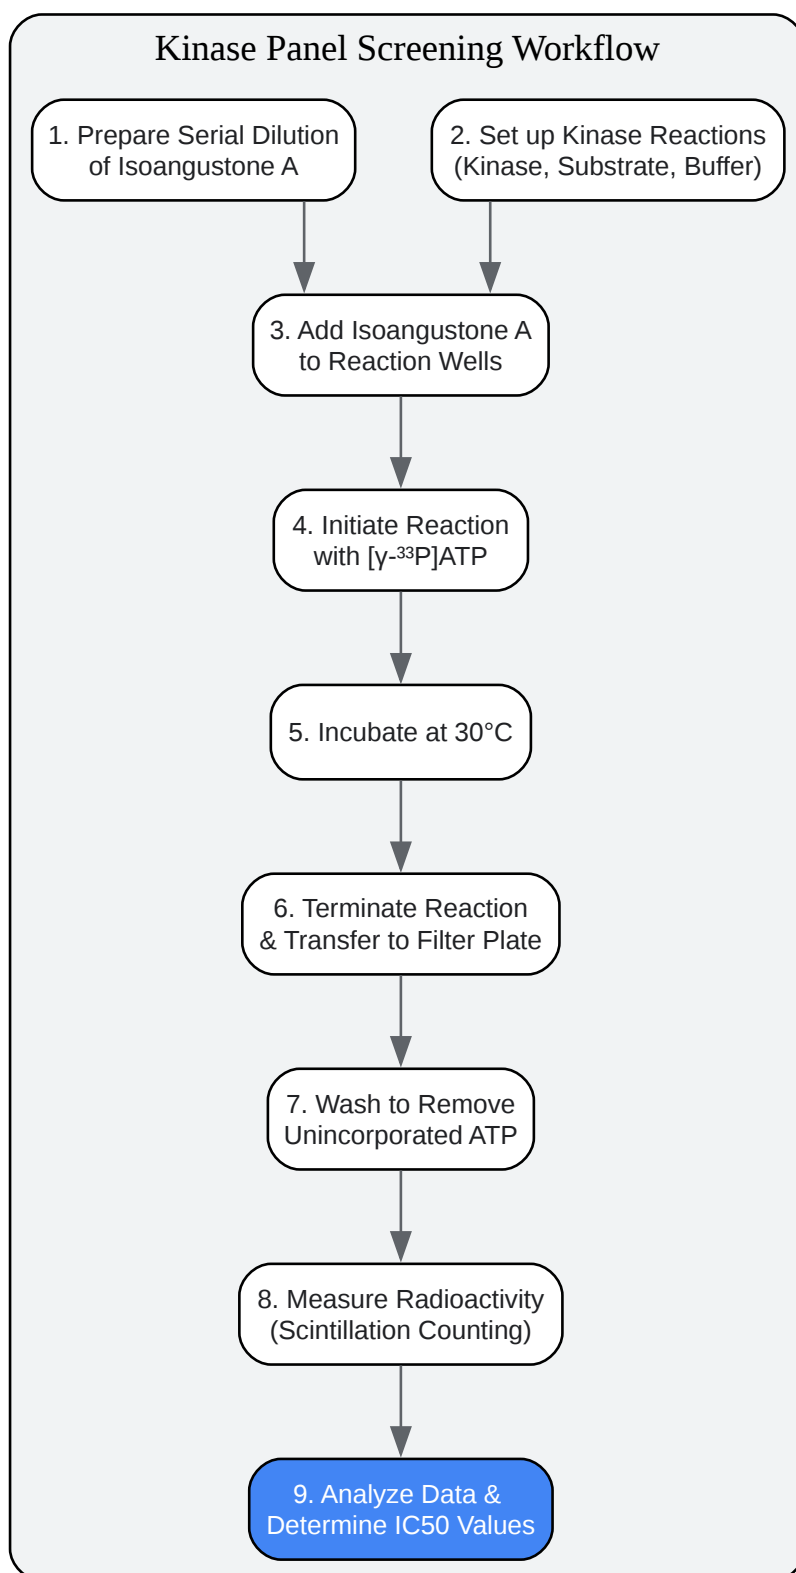 Kinase Panel Screening Workflow
1. Prepare Serial Dilution
of Isoangustone A
2. Set up Kinase Reactions
(Kinase, Substrate, Buffer)
3. Add Isoangustone A
to Reaction Wells
4. Initiate Reaction
with [γ-³³P]ATP
5. Incubate at 30°C
6. Terminate Reaction
& Transfer to Filter Plate
7. Wash to Remove
Unincorporated ATP
8. Measure Radioactivity
(Scintillation Counting)
9. Analyze Data &
Determine IC50 Values